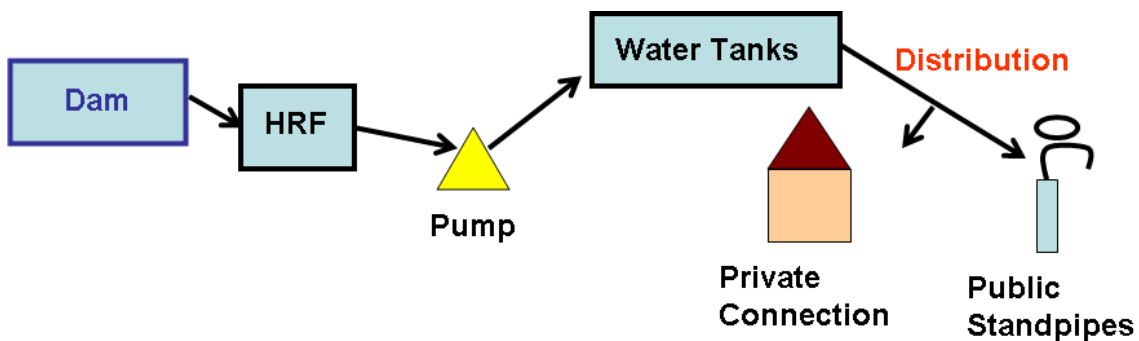 Dam
HRF
Pump
Water Tanks
Distribution
Private
Connection
Public
Standpipes